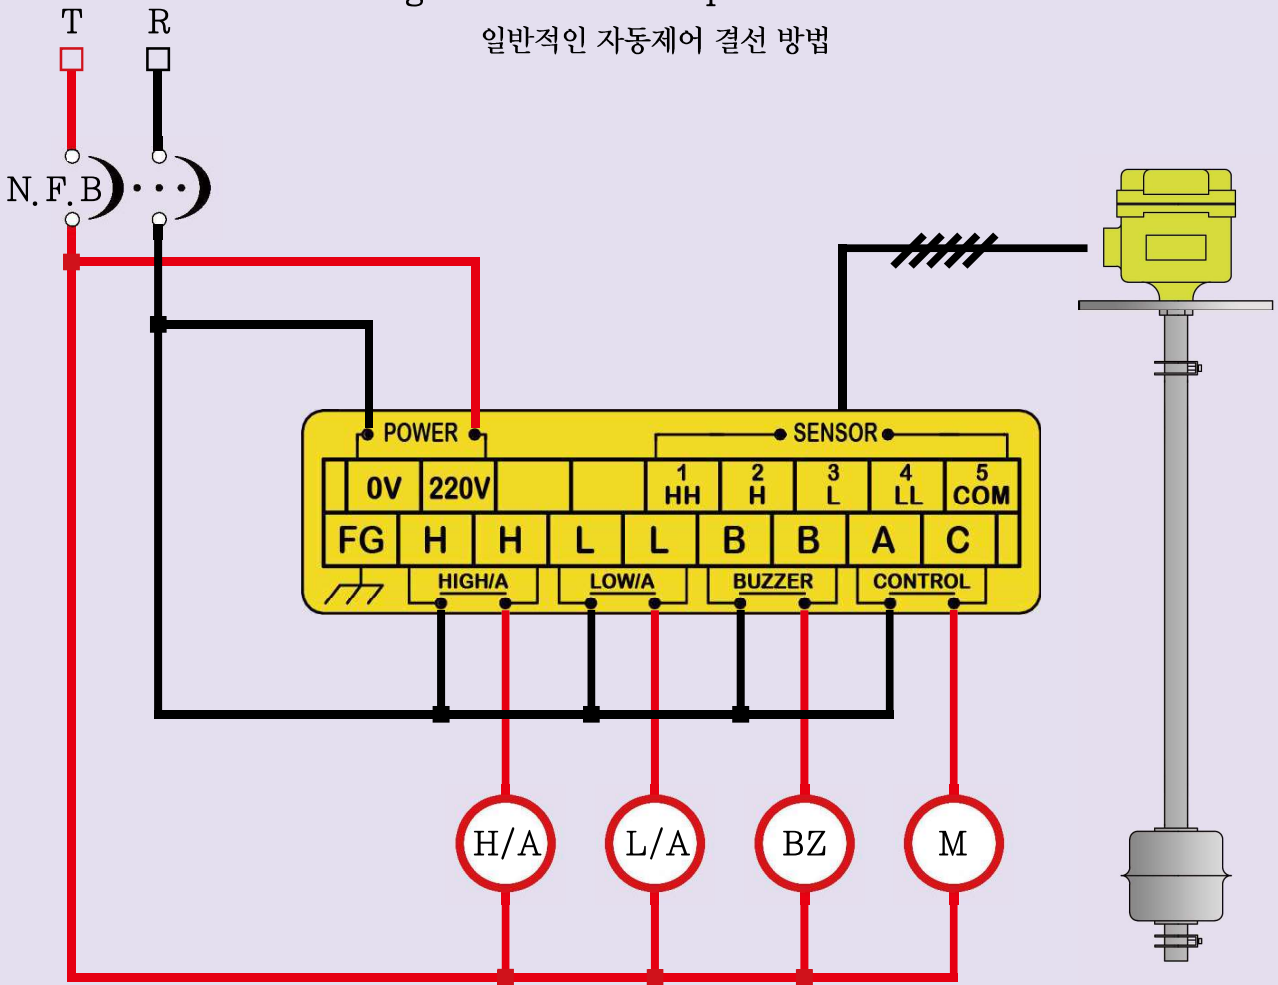 일반적인 자동제어 결선 방법
T R
N.F.B
POWER SENSOR
0V 220V 1 HH 2 H 3 L 4 LL 5 COM
FG H H L L B B A C
HIGH/A LOW/A BUZZER CONTROL
H/A L/A BZ M